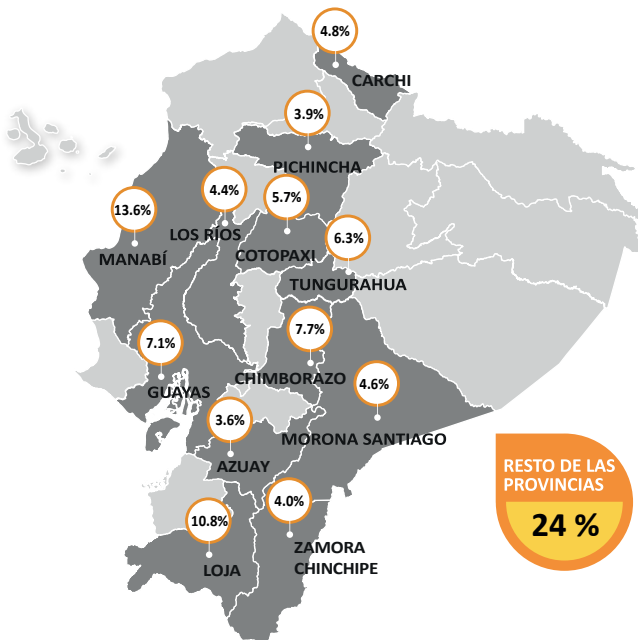 4.8%
CARCHI
3.9%
PICHINCHA
4.4%
LOS RÍOS
5.7%
COTOPAXI
13.6%
MANABÍ
6.3%
TUNGURAHUA
7.1%
GUAYAS
7.7%
CHIMBORAZO
4.6%
MORONA SANTIAGO
3.6%
AZUAY
10.8%
LOJA
4.0%
ZAMORA
CHINCHIPE
RESTO DE LAS
PROVINCIAS
24 %